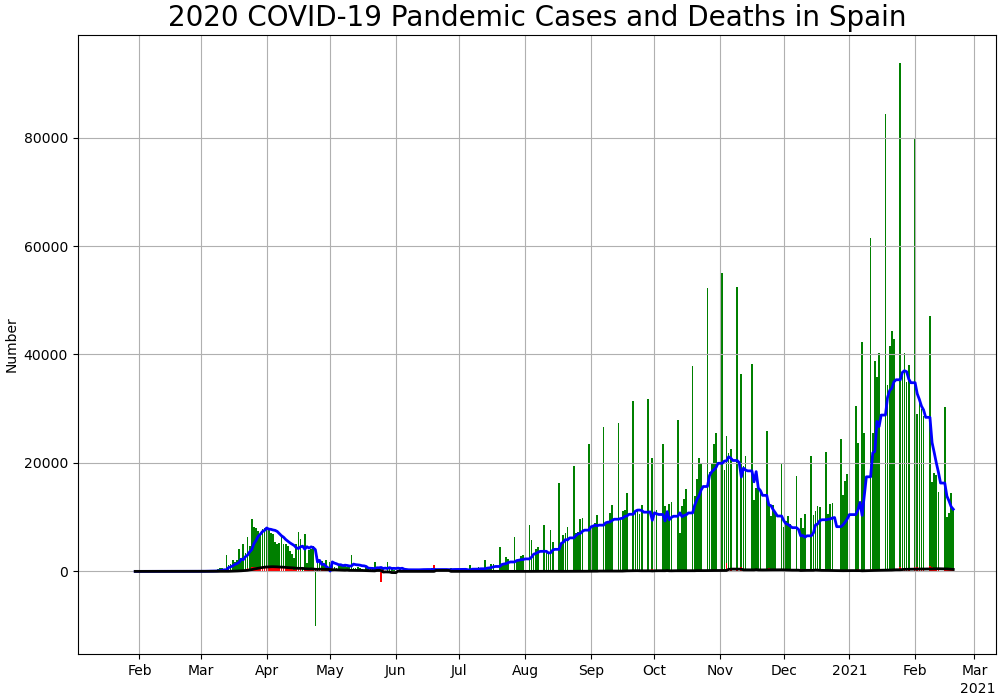 2020 COVID-19 Pandemic Cases and Deaths in Spain
80000
60000
40000
20000
0
Number
Feb Mar Apr May Jun Jul Aug Sep Oct Nov Dec 2021 Feb Mar
2021